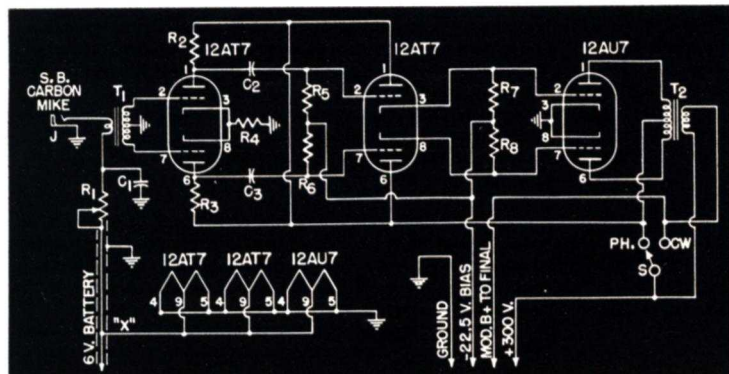 R2
12AT7
12AT7
12AU7
S. B.
CARBON
MIKE
T1
J
1
2
3
8
7
6
C2
R4
C3
R3
R5
R6
1
2
3
8
7
6
R7
R8
1
2
3
8
7
6
T2
R1
C1
PH.
CW
S
12AT7
12AT7
12AU7
4
9
5
4
9
5
4
9
5
"X"
6V. BATTERY
GROUND
-22.5 V. BIAS
MOD. B+ TO FINAL
+300 V.